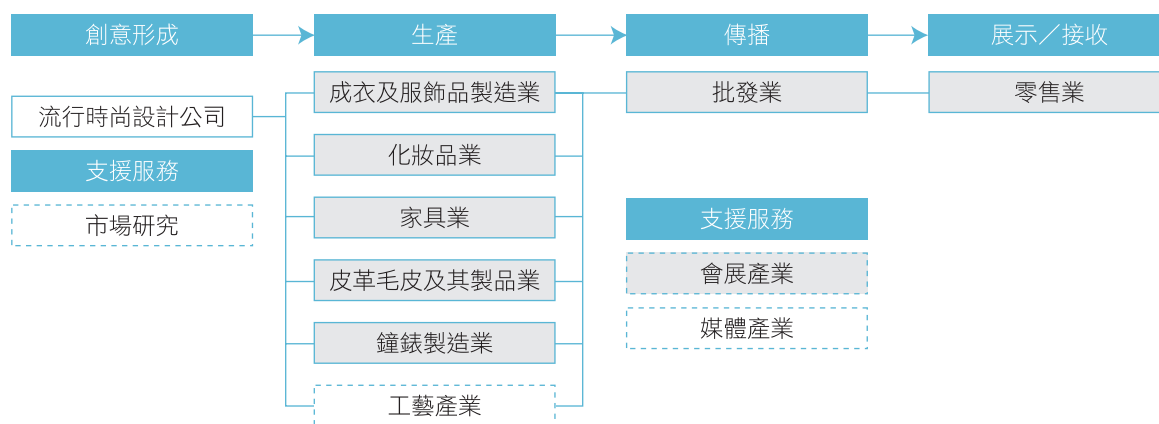 創意形成
生產
傳播
展示／接收
流行時尚設計公司
支援服務
市場研究
成衣及服飾品製造業
化妝品業
家具業
皮革毛皮及其製品業
鐘錶製造業
工藝產業
批發業
支援服務
會展產業
媒體產業
零售業